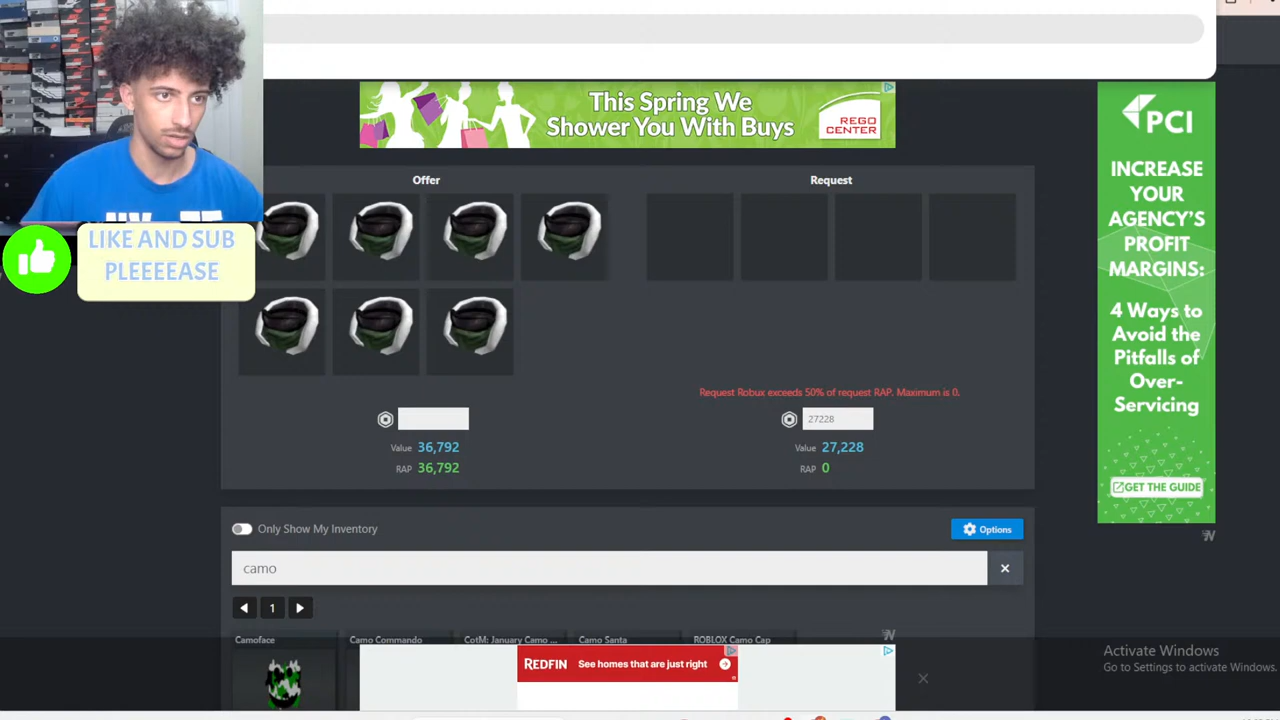 This Spring We
Shower You With Buys
REGO
CENTER
PCI
INCREASE
YOUR
AGENCY'S
PROFIT
MARGINS:
4 Ways to
Avoid the
Pitfalls of
Over-
Servicing
GET THE GUIDE
LIKE AND SUB
PLEEEEASE
Offer
Request
Request Robux exceeds 50% of request RAP. Maximum is 0.
27228
Value 36,792
RAP 36,792
Value 27,228
RAP 0
Only Show My Inventory
Options
camo
1
Camoface
Camo Commando
CotM: January Camo ...
Camo Santa
ROBLOX Camo Cap
REDFIN See homes that are just right
Activate Windows
Go to Settings to activate Windows.